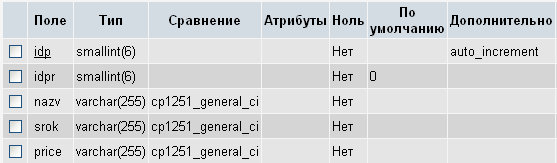 Поле Тип Сравнение Атрибуты Ноль По умолчанию Дополнительно
idp smallint(6) Нет auto_increment
idpr smallint(6) Нет 0
nazv varchar(255) cp1251_general_ci Нет
srok varchar(255) cp1251_general_ci Нет
price varchar(255) cp1251_general_ci Нет